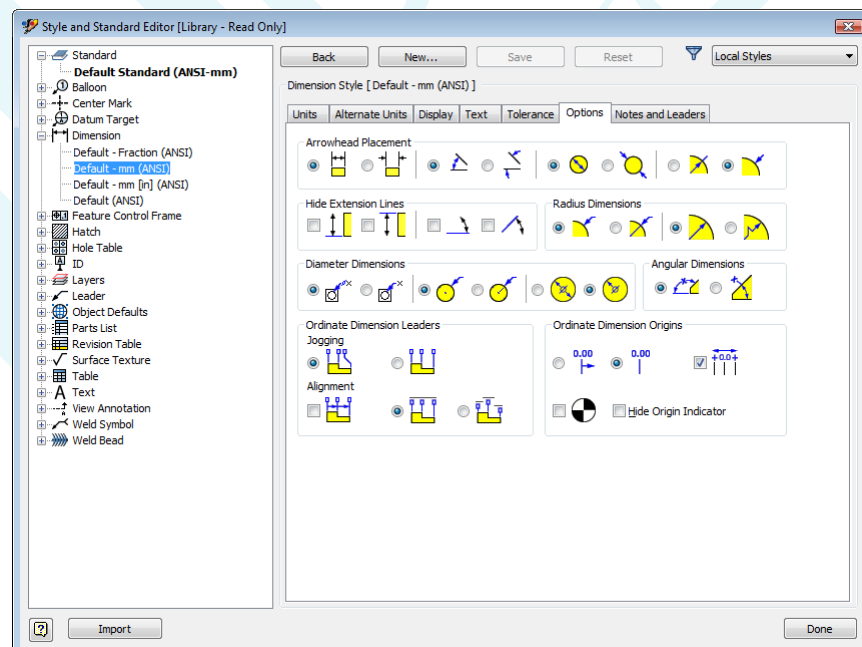 Style and Standard Editor [Library - Read Only]
Back New... Save Reset Local Styles
Standard
Default Standard (ANSI-mm)
Balloon
Center Mark
Datum Target
Dimension
Default - Fraction (ANSI)
Default - mm (ANSI)
Default - mm [in] (ANSI)
Default (ANSI)
Feature Control Frame
Hatch
Hole Table
ID
Layers
Leader
Object Defaults
Parts List
Revision Table
Surface Texture
Table
Text
View Annotation
Weld Symbol
Weld Bead
Dimension Style [ Default - mm (ANSI) ]
Units Alternate Units Display Text Tolerance Options Notes and Leaders
Arrowhead Placement
Hide Extension Lines Radius Dimensions
Diameter Dimensions Angular Dimensions
Ordinate Dimension Leaders
Jogging
Alignment
Ordinate Dimension Origins
0.00 0.00 +0.0+
Hide Origin Indicator
Import Done